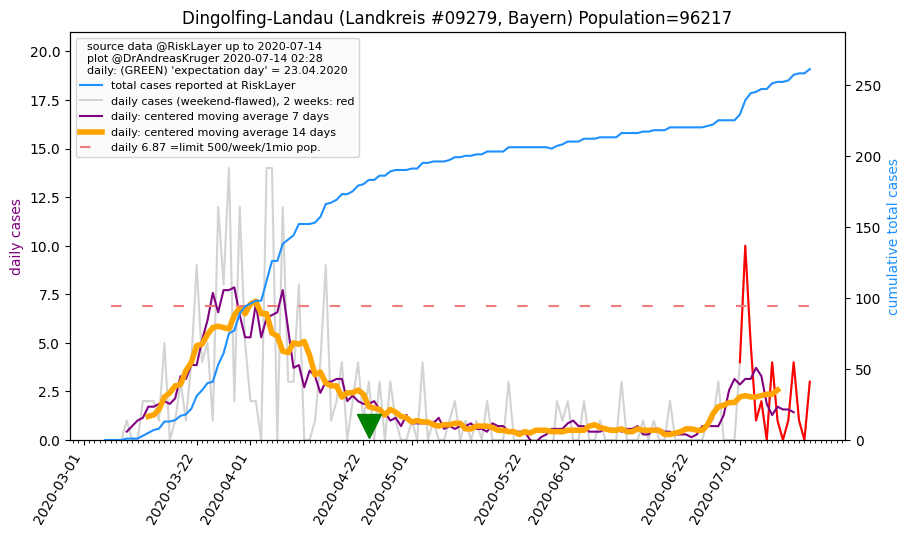 Dingolfing-Landau (Landkreis #09279, Bayern) Population=96217
source data @RiskLayer up to 2020-07-14
plot @DrAndreasKruger 2020-07-14 02:28
daily: (GREEN) 'expectation day' = 23.04.2020
total cases reported at RiskLayer
daily cases (weekend-flawed), 2 weeks: red
daily: centered moving average 7 days
daily: centered moving average 14 days
daily 6.87 =limit 500/week/1mio pop.
daily cases
20.0
17.5
15.0
12.5
10.0
7.5
5.0
2.5
0.0
cumulative total cases
250
200
150
100
50
0
2020-03-01
2020-03-22
2020-04-01
2020-04-22
2020-05-01
2020-05-22
2020-06-01
2020-06-22
2020-07-01